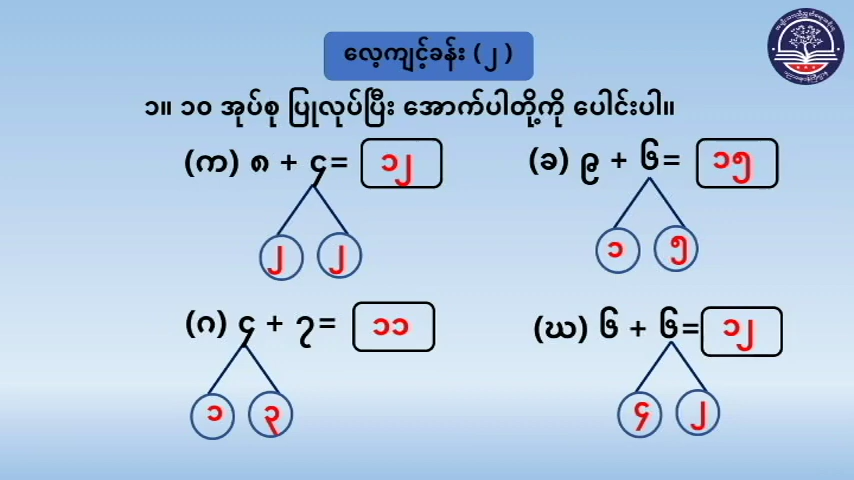 လေ့ကျင့်ခန်း (၂)
၁။ ၁၀ အုပ်စု ပြုလုပ်ပြီး အောက်ပါတို့ကို ပေါင်းပါ။
(က) ၈ + ၄= ၁၂
၂ ၂
(ခ) ၉ + ၆= ၁၅
၁ ၅
(ဂ) ၄ + ၇= ၁၁
၁ ၃
(ဃ) ၆ + ၆= ၁၂
၄ ၂